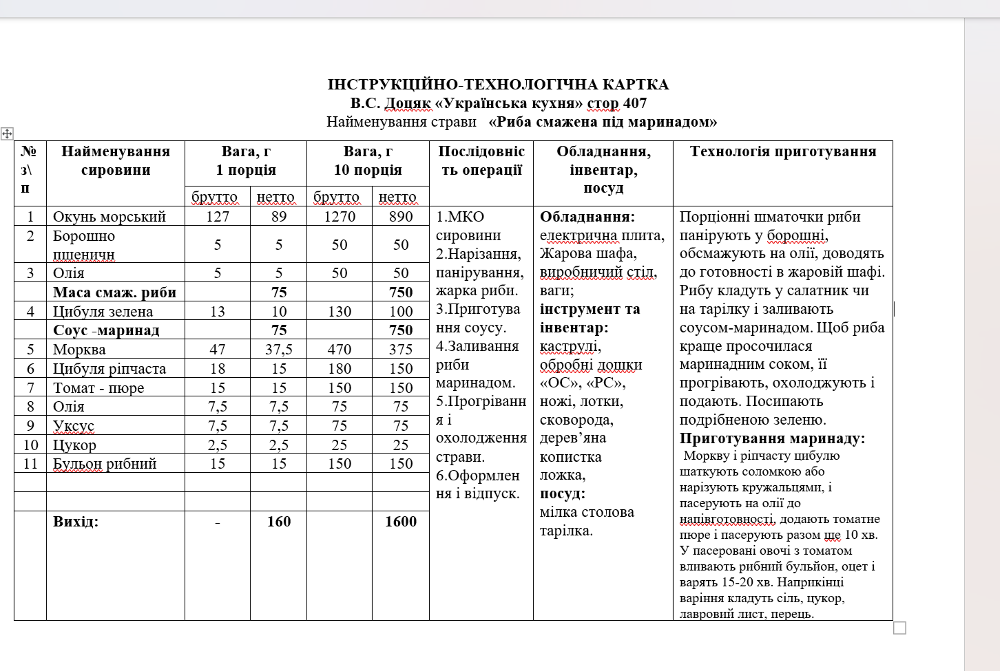 ІНСТРУКЦІЙНО-ТЕХНОЛОГІЧНА КАРТКА
В.С. Доцяк «Українська кухня» стор 407
Найменування страви «Риба смажена під маринадом»
№ з\п
Найменування сировини
Вага, г 1 порція
Вага, г 10 порція
Послідовніс
ть операції
Обладнання,
інвентар,
посуд
Технологія приготування
брутто нетто брутто нетто
1 Окунь морський 127 89 1270 890
2 Борошно
пшеничн 5 5 50 50
3 Олія 5 5 50 50
Маса смаж. риби 75 750
4 Цибуля зелена 13 10 130 100
Соус -маринад 75 750
5 Морква 47 37,5 470 375
6 Цибуля ріпчаста 18 15 180 150
7 Томат - пюре 15 15 150 150
8 Олія 7,5 7,5 75 75
9 Уксус 7,5 7,5 75 75
10 Цукор 2,5 2,5 25 25
11 Бульон рибний 15 15 150 150
Вихід: - 160 1600
1.МКО
сировини
2.Нарізання,
панірування,
жарка риби.
3.Приготува
ння соусу.
4.Заливання
риби
маринадом.
5.Прогріванн
я і
охолодження
страви.
6.Оформлен
ня і відпуск.
Обладнання:
електрична плита,
Жарова шафа,
виробничий стіл,
ваги;
інструмент та
інвентар:
каструлі,
обробні дошки
«ОС», «РС»,
ножі, лотки,
сковорода,
дерев’яна
копистка
ложка,
посуд:
мілка столова
тарілка.
Порціонні шматочки риби
панірують у борошні,
обсмажують на олії, доводять
до готовності в жаровій шафі.
Рибу кладуть у салатник чи
на тарілку і заливають
соусом-маринадом. Щоб риба
краще просочилася
маринадним соком, її
прогрівають, охолоджують і
подають. Посипають
подрібненою зеленю.
Приготування маринаду:
Моркву і ріпчасту цибулю
шаткують соломкою або
нарізують кружальцями, і
пасерують на олії до
напівготовності, додають томатне
пюре і пасерують разом ще 10 хв.
У пасеровані овочі з томатом
вливають рибний бульйон, оцет і
варять 15-20 хв. Наприкінці
варіння кладуть сіль, цукор,
лавровий лист, перець.